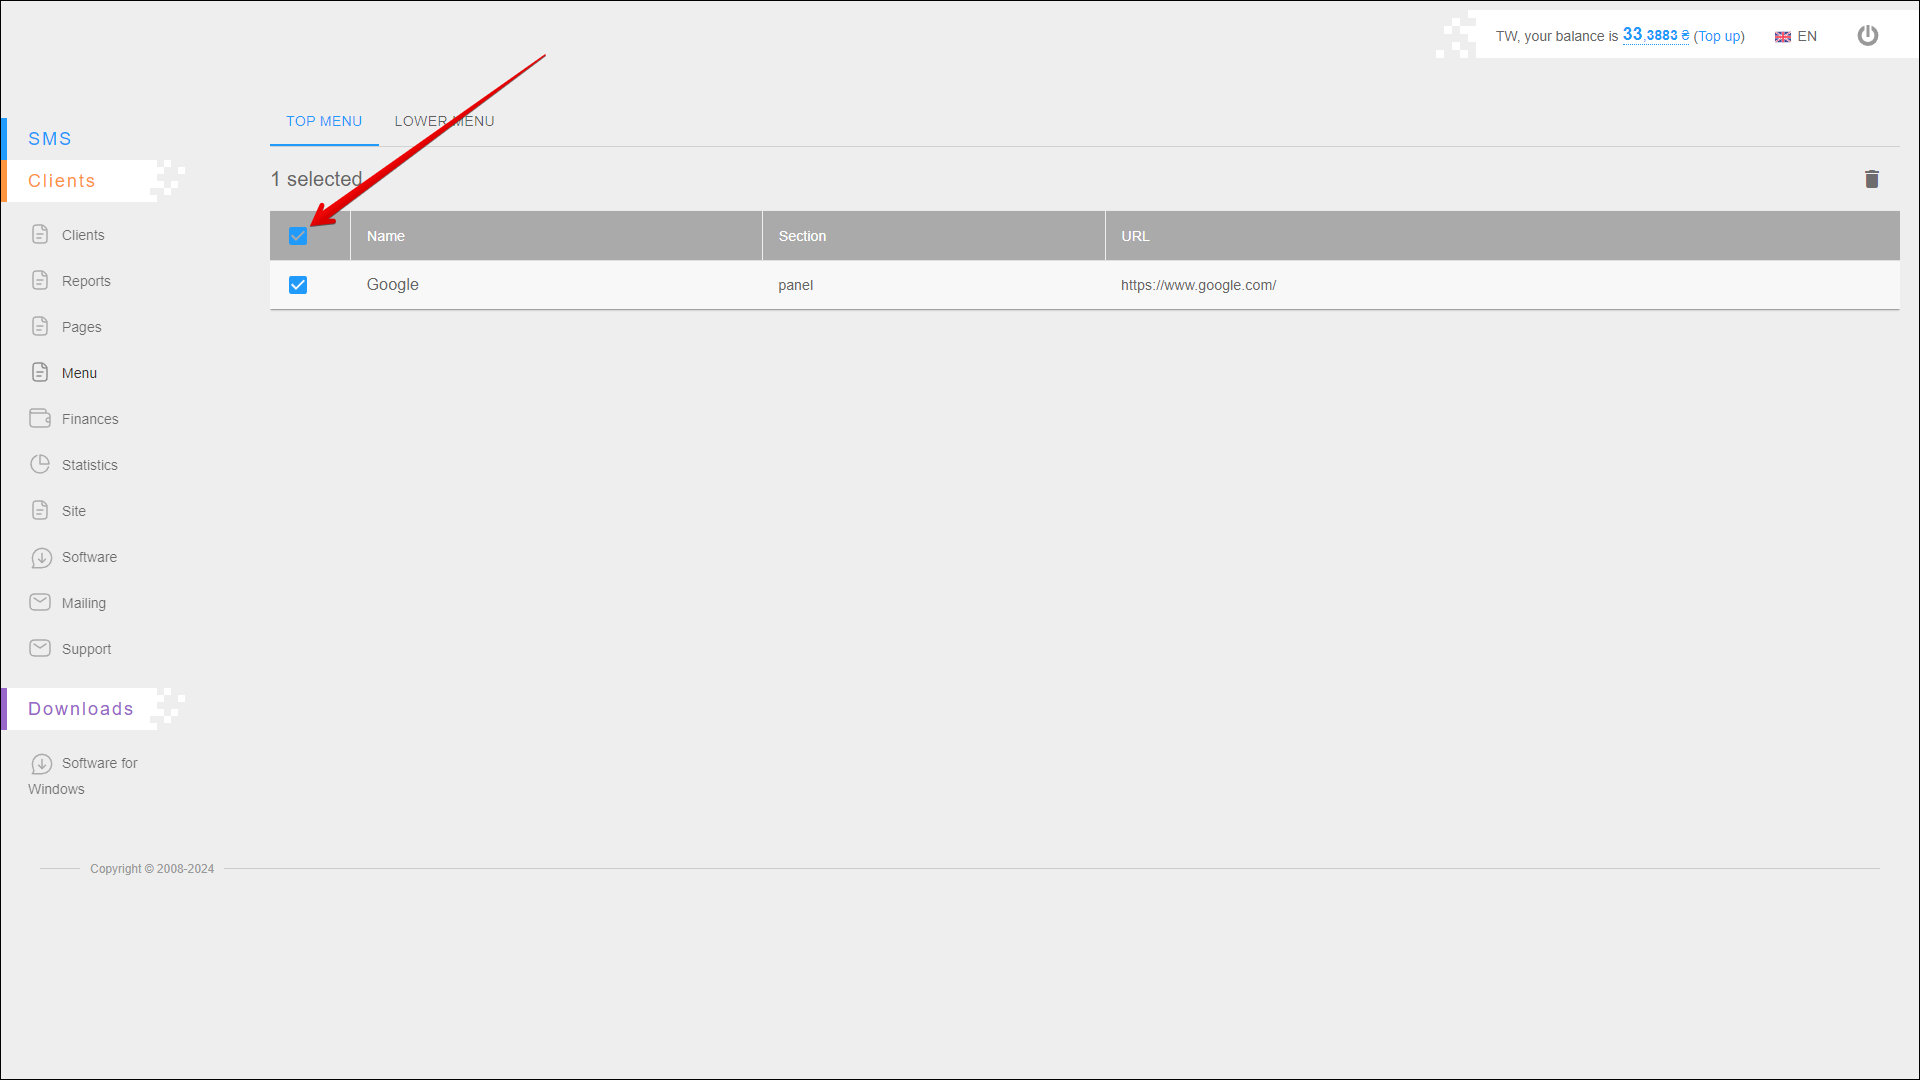 TW, your balance is 33,3883 ₴ (Top up)
EN
SMS
Clients
Clients
Reports
Pages
Menu
Finances
Statistics
Site
Software
Mailing
Support
Downloads
Software for
Windows
TOP MENU
LOWER MENU
1 selected
Name
Section
URL
Google
panel
https://www.google.com/
Copyright © 2008-2024